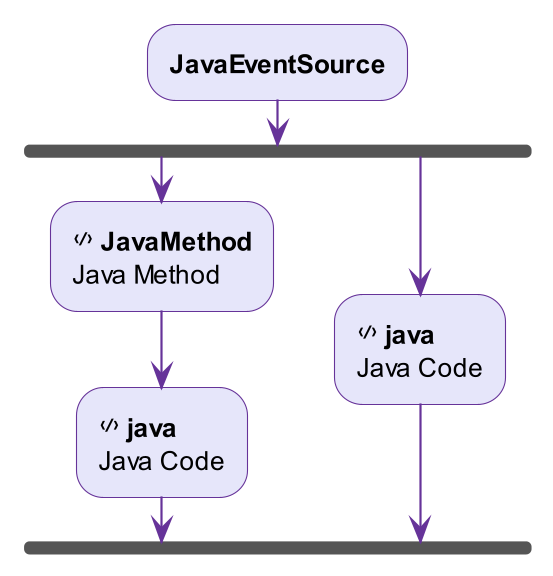 JavaEventSource
</> JavaMethod
Java Method
</> java
Java Code
</> java
Java Code